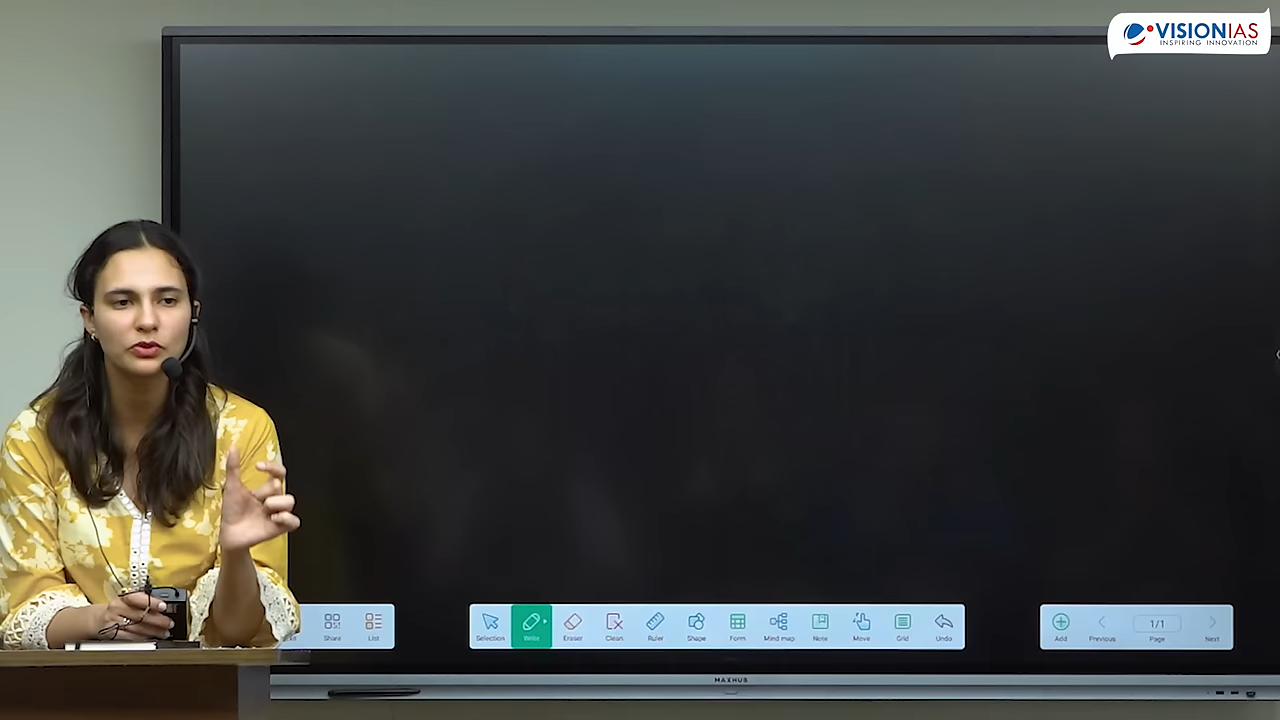 VISIONIAS
INSPIRING INNOVATION
Share
List
Selection
Write
Eraser
Clean
Ruler
Shape
Form
Mind map
Note
Move
Grid
Undo
Add
Previous
1/1
Page
Next
MAXHUB